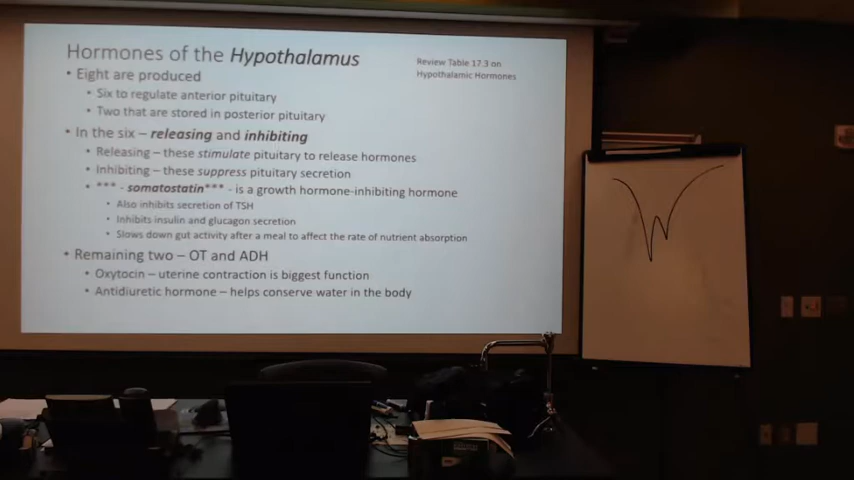 Hormones of the Hypothalamus
Review Table 17.3 on
Hypothalamic Hormones
• Eight are produced
• Six to regulate anterior pituitary
• Two that are stored in posterior pituitary
• In the six – releasing and inhibiting
• Releasing – these stimulate pituitary to release hormones
• Inhibiting – these suppress pituitary secretion
• *** - somatostatin*** - is a growth hormone-inhibiting hormone
• Also inhibits secretion of TSH
• Inhibits insulin and glucagon secretion
• Slows down gut activity after a meal to affect the rate of nutrient absorption
• Remaining two – OT and ADH
• Oxytocin – uterine contraction is biggest function
• Antidiuretic hormone – helps conserve water in the body